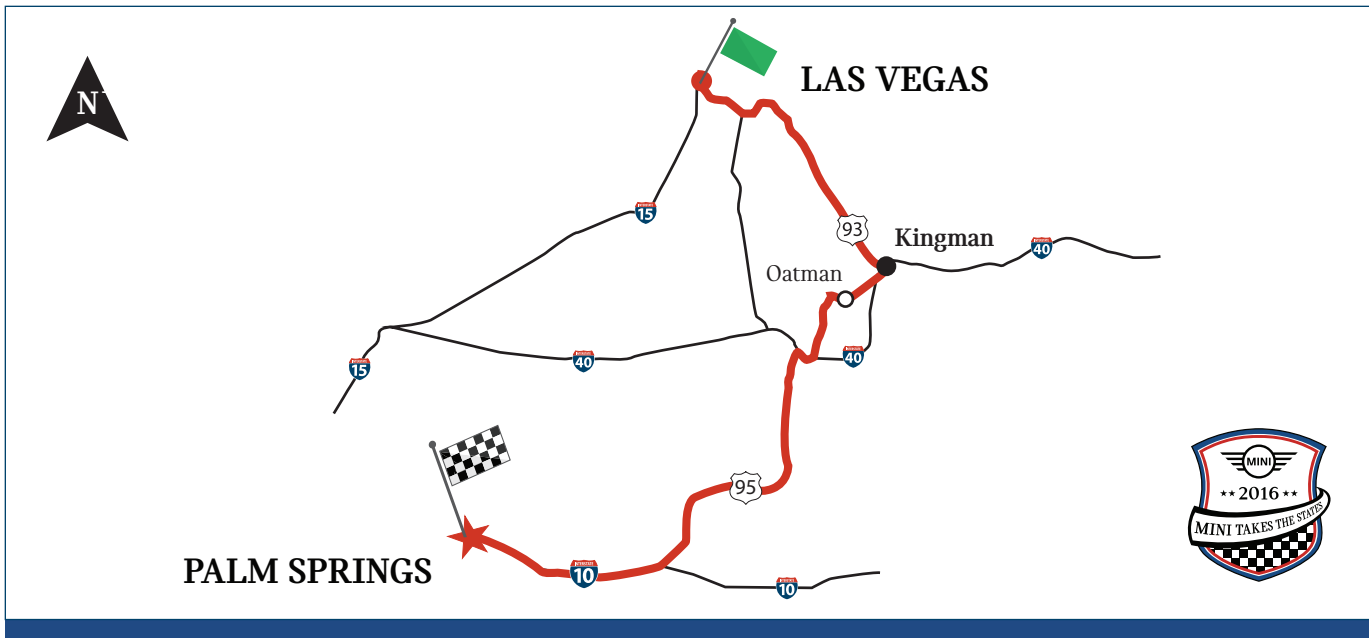 N
LAS VEGAS
15
93
Kingman
40
Oatman
15
40
40
MINI
2016
MINI TAKES THE STATES
95
PALM SPRINGS
10
10